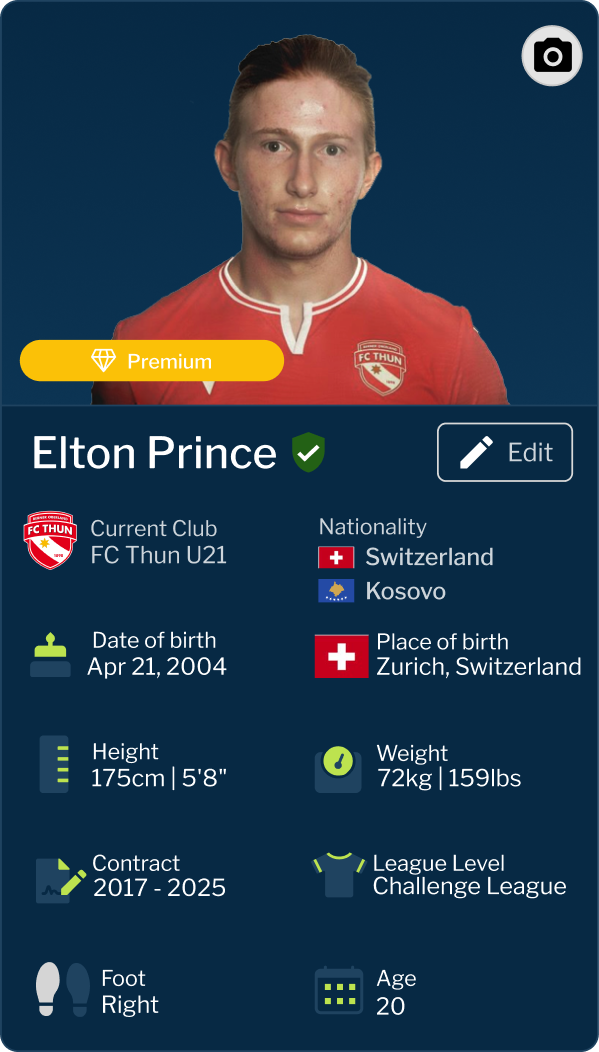 FC THUN
Premium
Elton Prince
Edit
FC THUN
1898
Current Club
FC Thun U21
Nationality
Switzerland
Kosovo
Date of birth
Apr 21, 2004
Place of birth
Zurich, Switzerland
Height
175cm | 5'8"
Weight
72kg | 159lbs
Contract
2017 - 2025
League Level
Challenge League
Foot
Right
Age
20